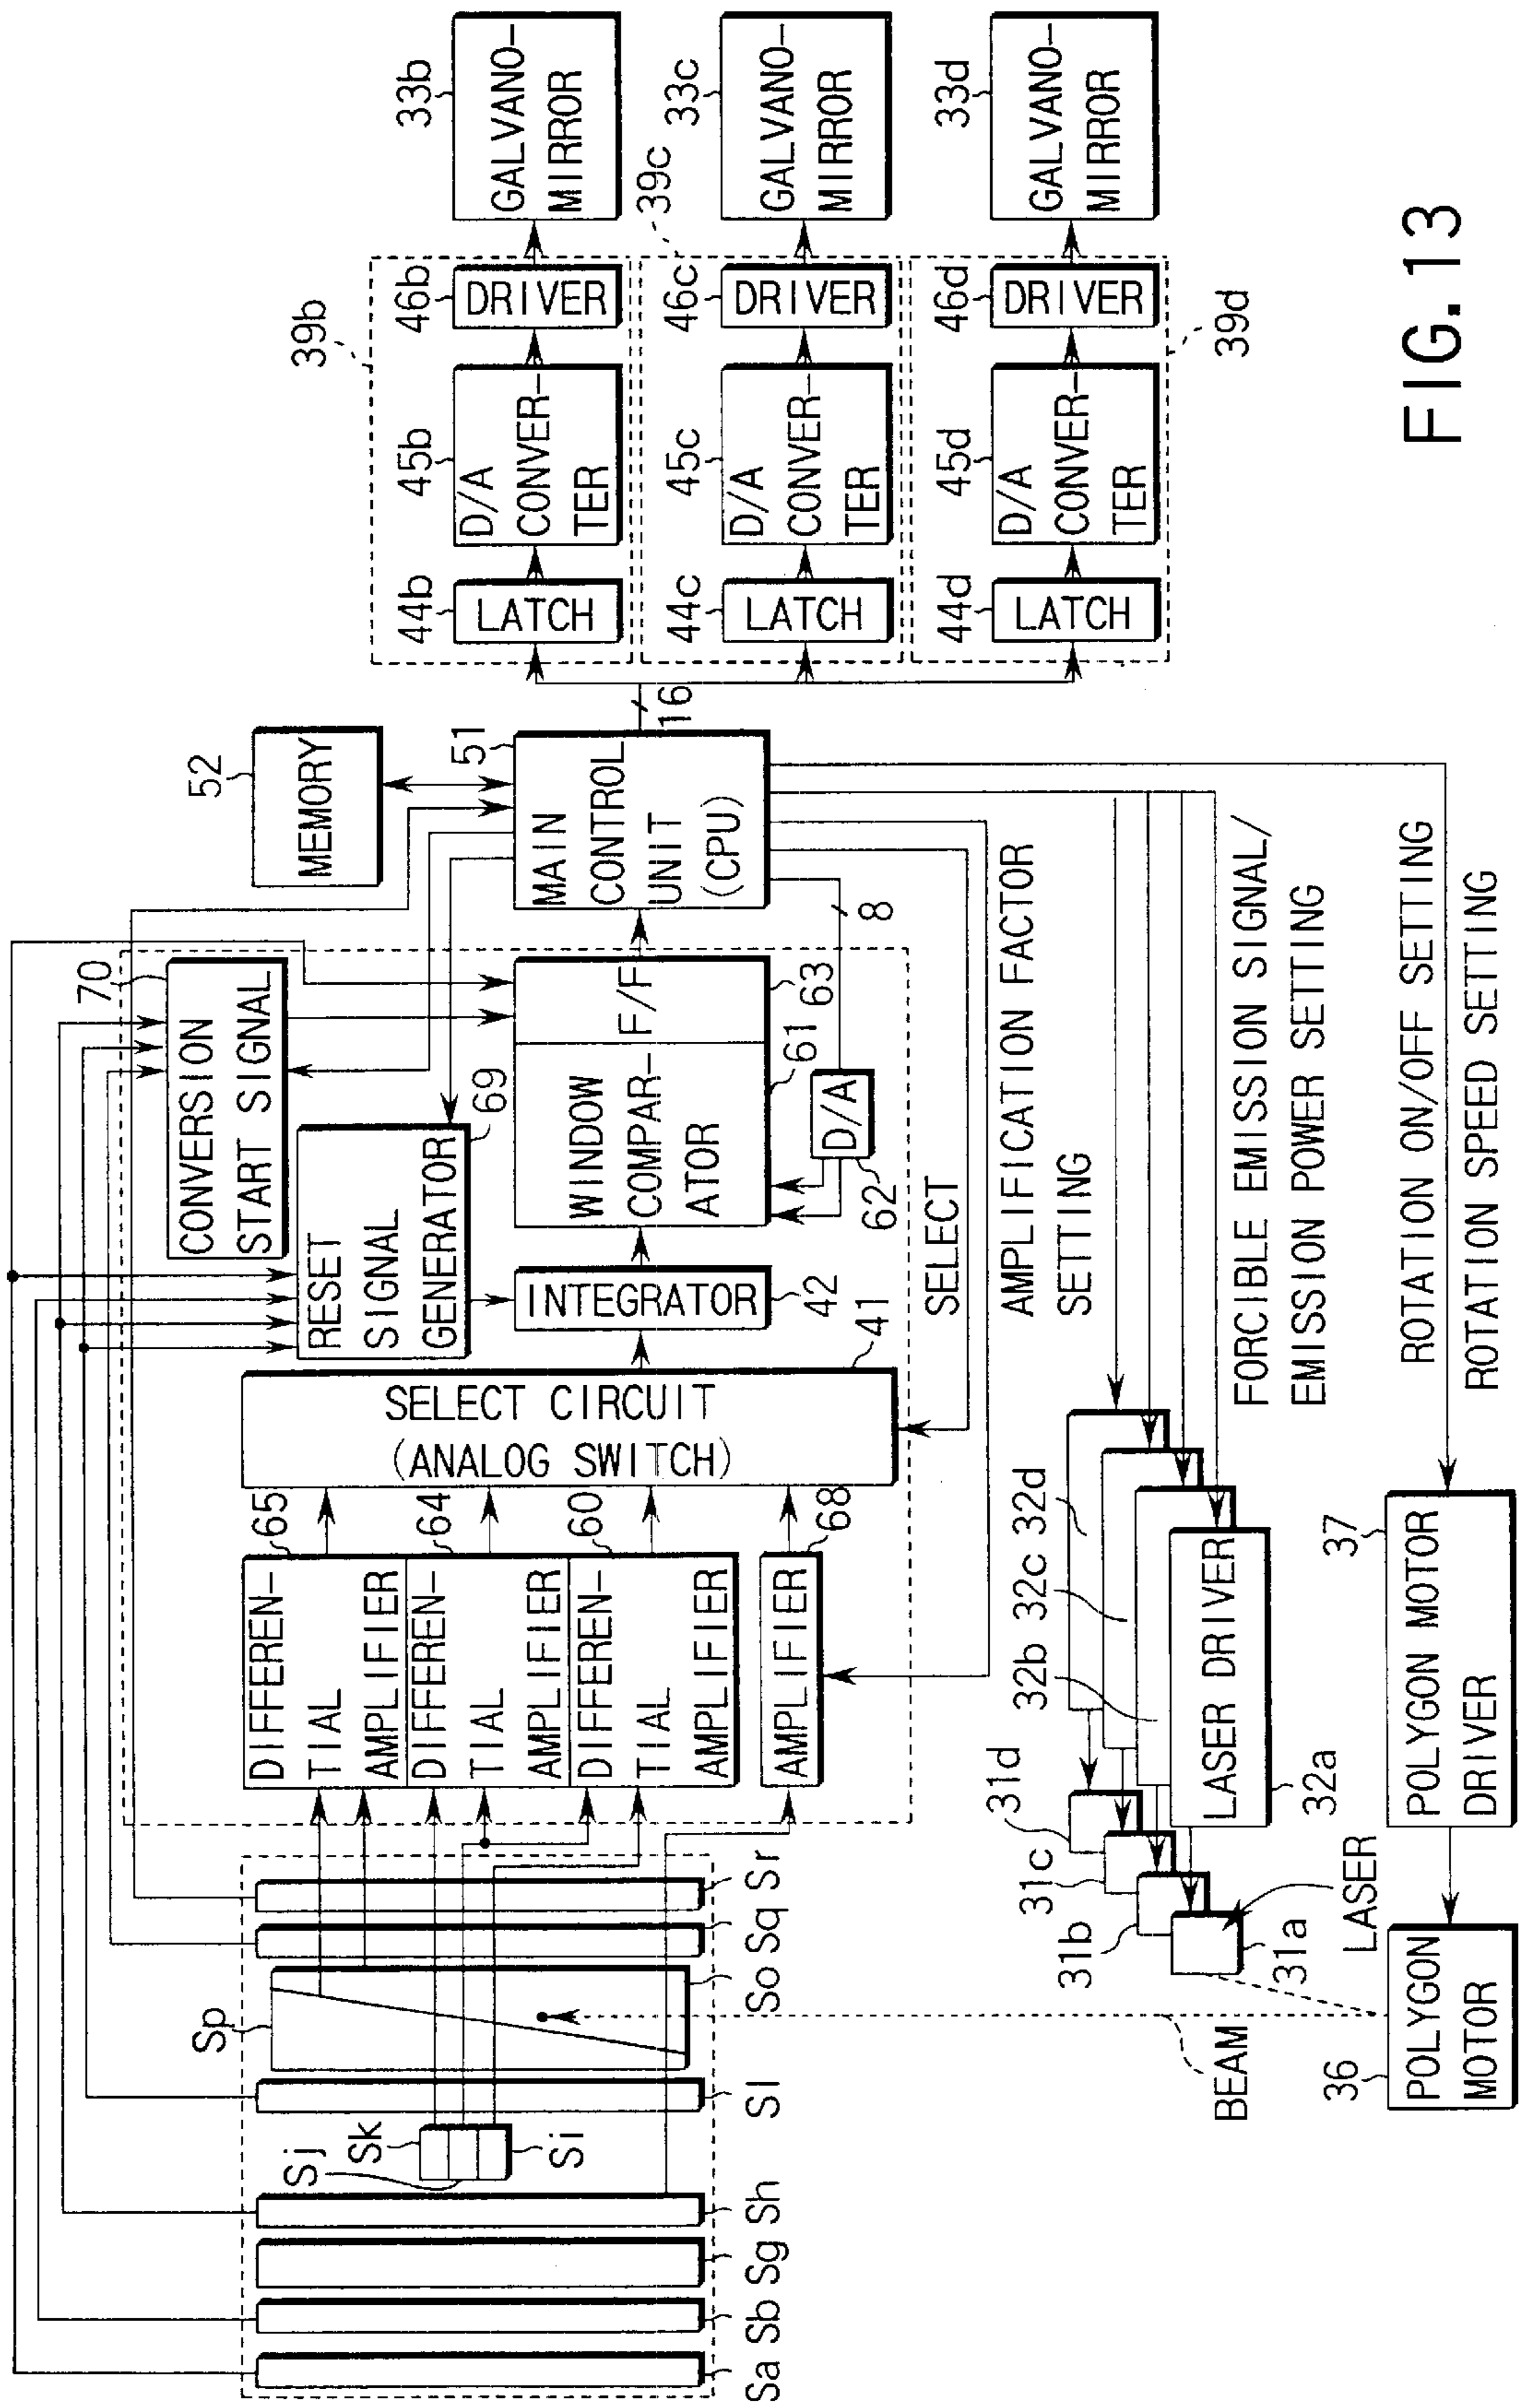 FIG. 13
39b
44b
LATCH
45b
D/A
CONVER-
TER
46b
DRIVER
33b
GALVANO-
MIRROR
39c
44c
LATCH
45c
D/A
CONVER-
TER
46c
DRIVER
33c
GALVANO-
MIRROR
39d
44d
LATCH
45d
D/A
CONVER-
TER
46d
DRIVER
33d
GALVANO-
MIRROR
52
MEMORY
51
MAIN
CONTROL
UNIT
(CPU)
16
8
70
CONVERSION
START SIGNAL
69
RESET
SIGNAL
GENERATOR
F/F
63
WINDOW
COMPAR-
ATOR
61
D/A
62
INTEGRATOR
42
41
SELECT CIRCUIT
(ANALOG SWITCH)
65
DIFFEREN-
TIAL
AMPLIFIER
64
DIFFEREN-
TIAL
AMPLIFIER
60
DIFFEREN-
TIAL
AMPLIFIER
68
AMPLIFIER
SELECT
AMPLIFICATION FACTOR
SETTING
FORCIBLE EMISSION SIGNAL/
EMISSION POWER SETTING
ROTATION ON/OFF SETTING
ROTATION SPEED SETTING
Sa
Sb
Sg
Sh
Sj
Sk
Si
Sl
Sp
So
Sq
Sr
32d
32c
32b
LASER DRIVER
32a
31d
31c
31b
31a
LASER
BEAM
37
POLYGON MOTOR
DRIVER
36
POLYGON
MOTOR